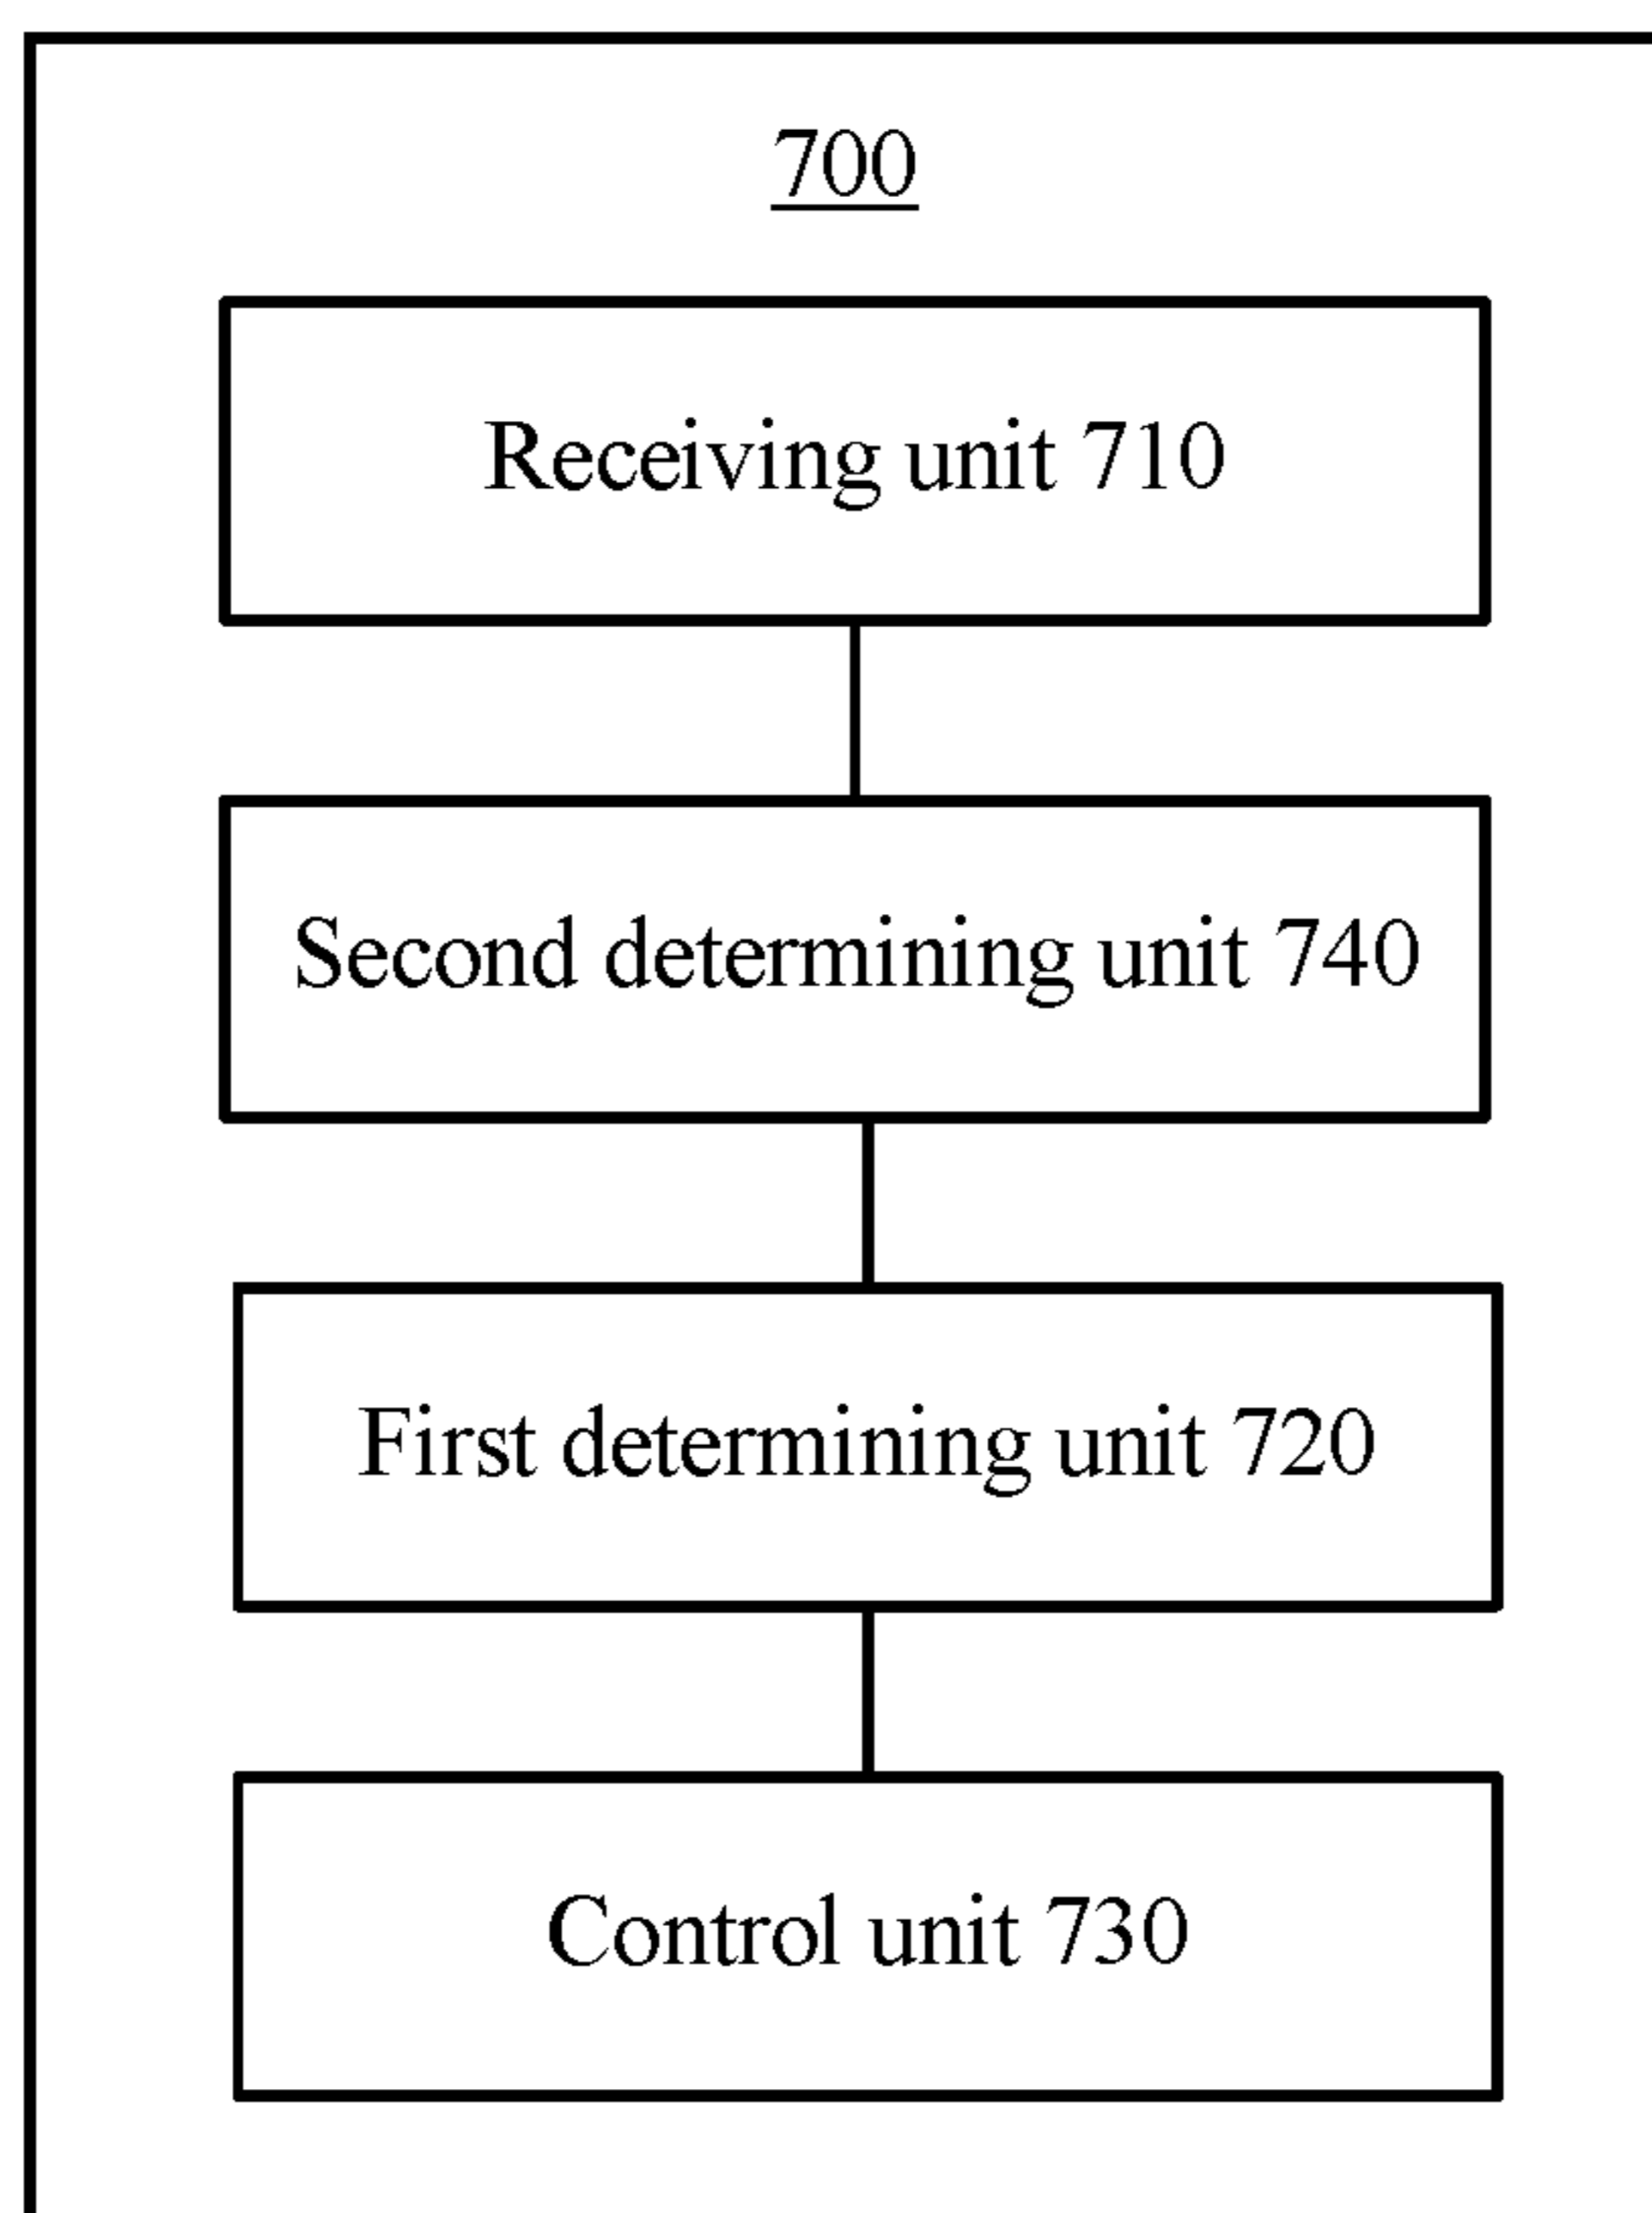 700
Receiving unit 710
Second determining unit 740
First determining unit 720
Control unit 730